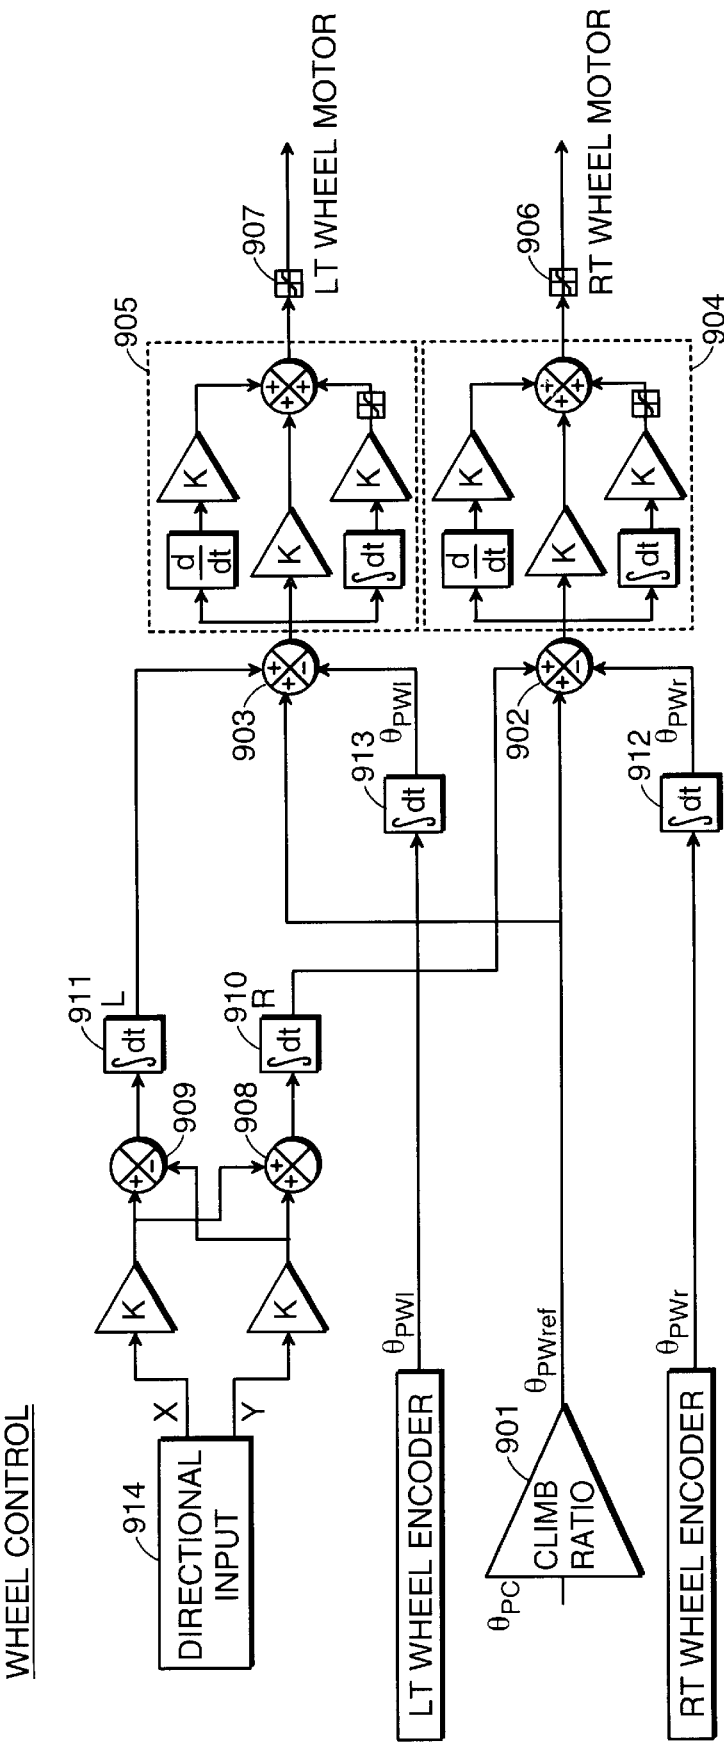 WHEEL CONTROL
914
DIRECTIONAL
INPUT
X
Y
K
K
909
908
911
L
∫dt
910
R
∫dt
LT WHEEL ENCODER
θPWl
913
∫dt
θPWl
θPC
CLIMB
RATIO
901
θPWref
RT WHEEL ENCODER
θPWr
912
∫dt
θPWr
903
+
+
−
902
+
+
−
+
−
+
+
905
d
dt
K
K
∫dt
K
+
+
+
907
LT WHEEL MOTOR
904
d
dt
K
K
∫dt
K
+
+
+
906
RT WHEEL MOTOR